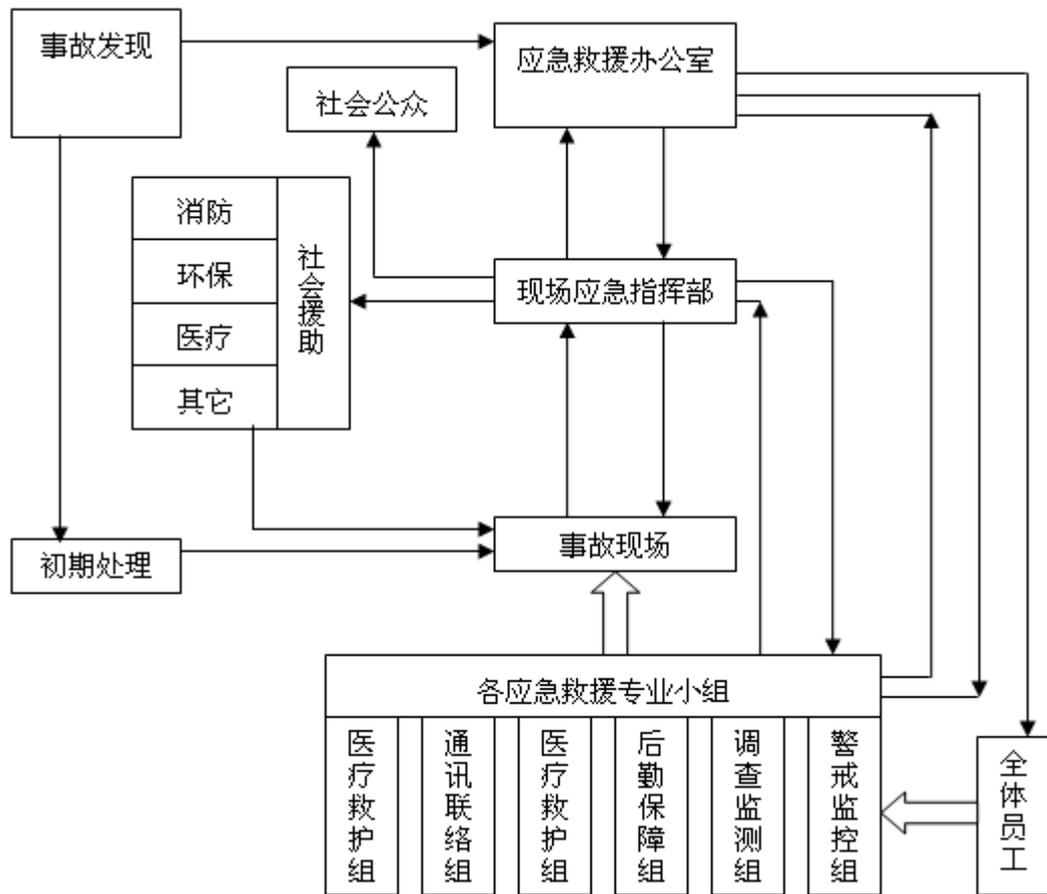 事故发现
应急救援办公室
社会公众
消防
环保
医疗
其它
社会援助
现场应急指挥部
初期处理
事故现场
各应急救援专业小组
医疗救护组
通讯联络组
医疗救护组
后勤保障组
调查监测组
警戒监控组
全体员工